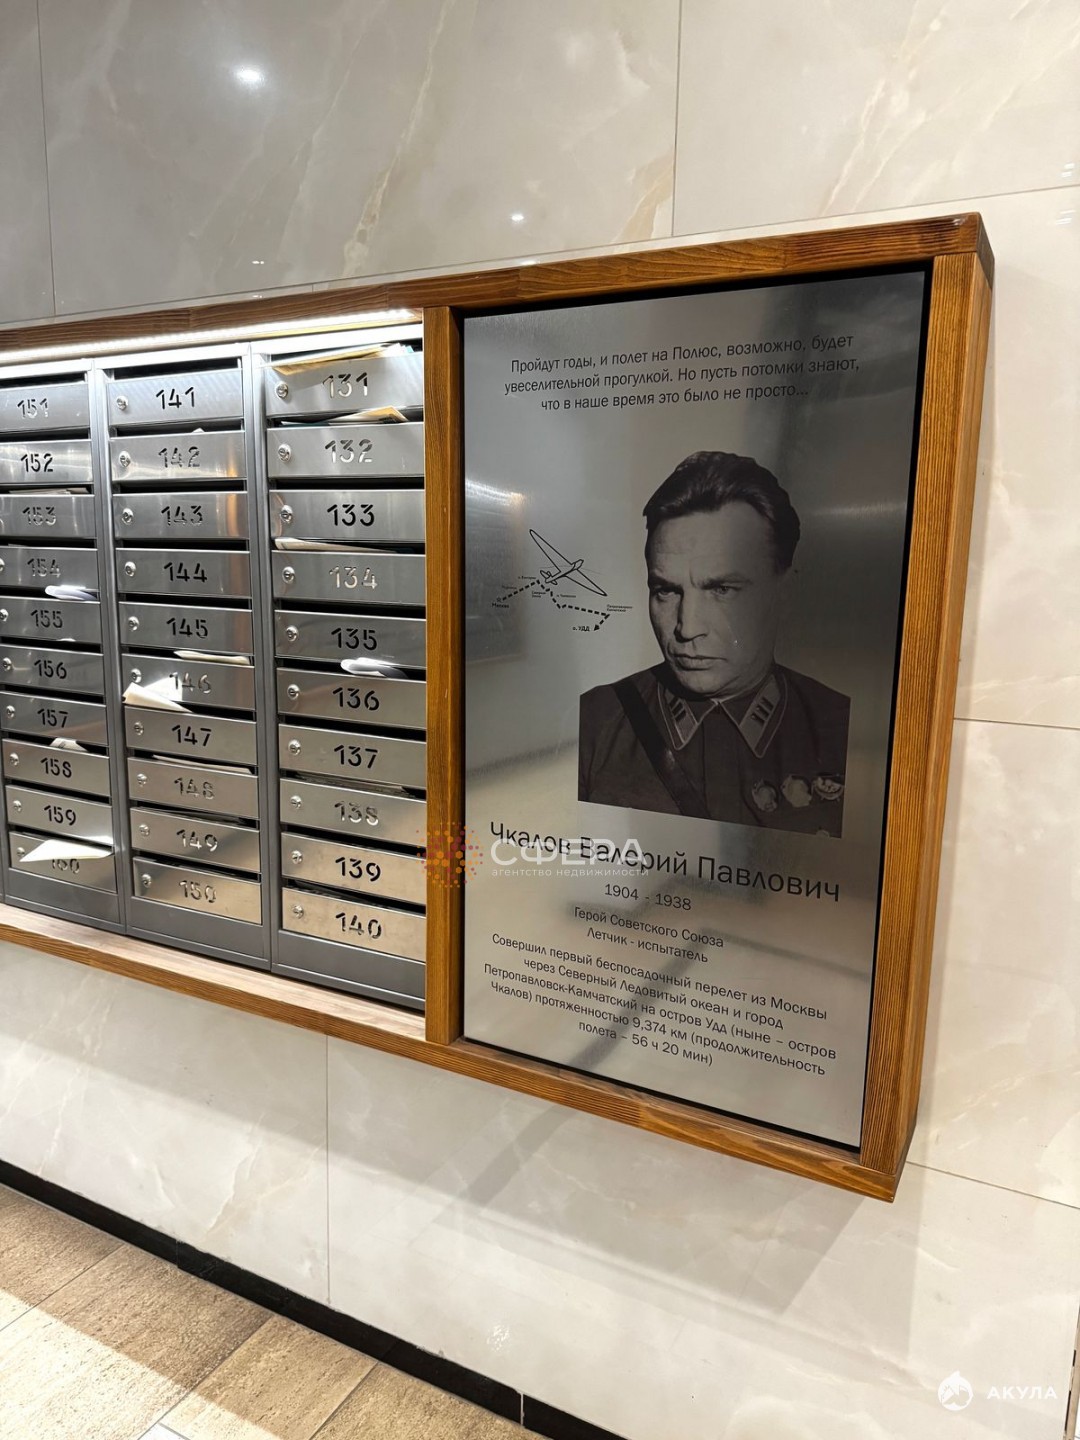 Пройдут годы, и полет на Полюс, возможно, будет
увеселительной прогулкой. Но пусть потомки знают,
что в наше время это было не просто...
Москва
о. УДД
151
152
153
154
155
156
157
158
159
160
141
142
143
144
145
146
147
148
149
150
131
132
133
134
135
136
137
138
139
140
Чкалов Валерий Павлович
1904 - 1938
Герой Советского Союза
Летчик - испытатель
Совершил первый беспосадочный перелет из Москвы
через Северный Ледовитый океан и город
Петропавловск-Камчатский на остров Удд (ныне – остров
Чкалов) протяженностью 9,374 км (продолжительность
полета – 56 ч 20 мин)
СФЕРА
агентство недвижимости
АКУЛА